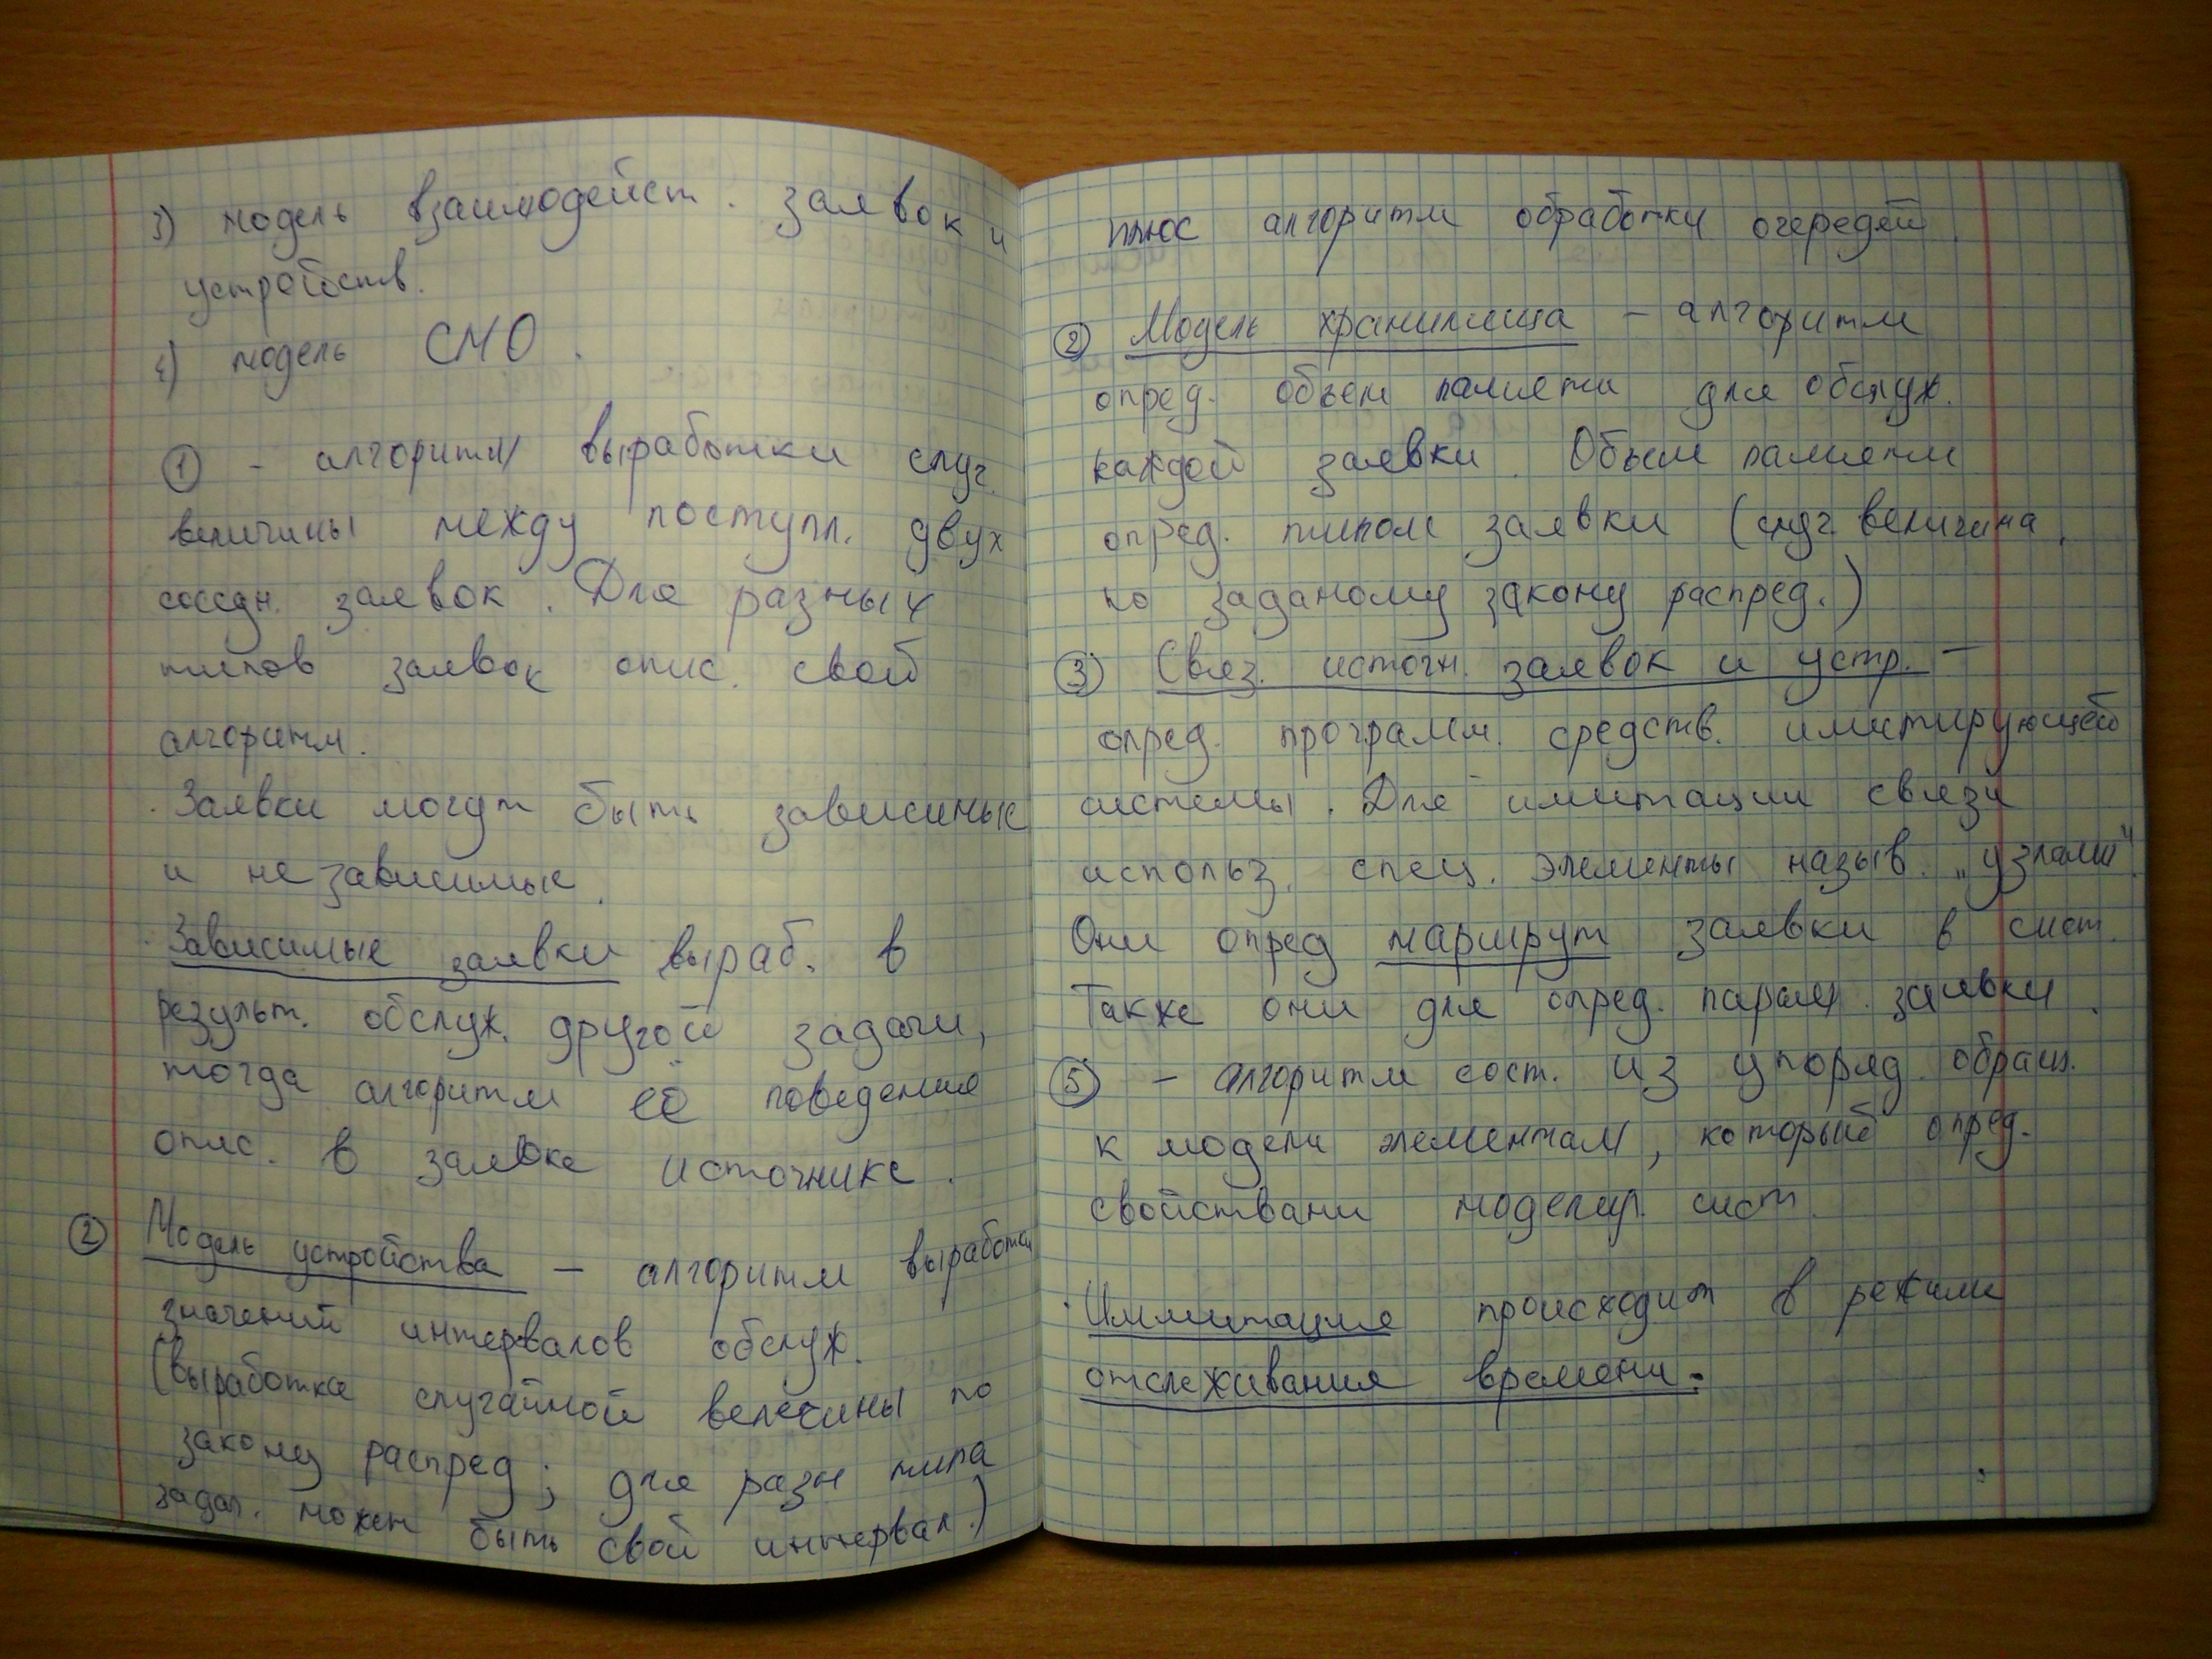 3) модель взаимодейст. заявок и
устройств.
4) модель СМО.
① - алгоритм выработки случ.
величины между поступл. двух
соседн. заявок. Для разных
типов заявок опис. свой
алгоритм.
Заявки могут быть зависимые
и независимые.
Зависимые заявки выраб. в
результ. обслуж. другой задачи,
тогда алгоритм её поведения
опис. в заявке источнике.
② Модель устройства – алгоритм выработки
значений интервалов обслуж.
(выработка случайной величины по
закону распред; для разн типа
задач. может быть свой интервал.)
плюс алгоритм обработки очередей.
② Модель хранилища – алгоритм
опред. объем памяти для обслуж.
каждой заявки. Объем памяти
опред. типом заявки (случ. величина
по заданому закону распред.)
③ Связ. источн. заявок и устр. –
опред. программ. средств. имитирующей
системы. Для имитации связи
использ. спец. элементы назыв. „узлами".
Они опред маршрут заявки в сист.
Также они для опред. парам. заявки.
⑤ – алгоритм сост. из упоряд. обращ.
к модели элементам, который опред.
свойствами моделир. сист.
Иммитация происходит в режиме
отслеживания времени.